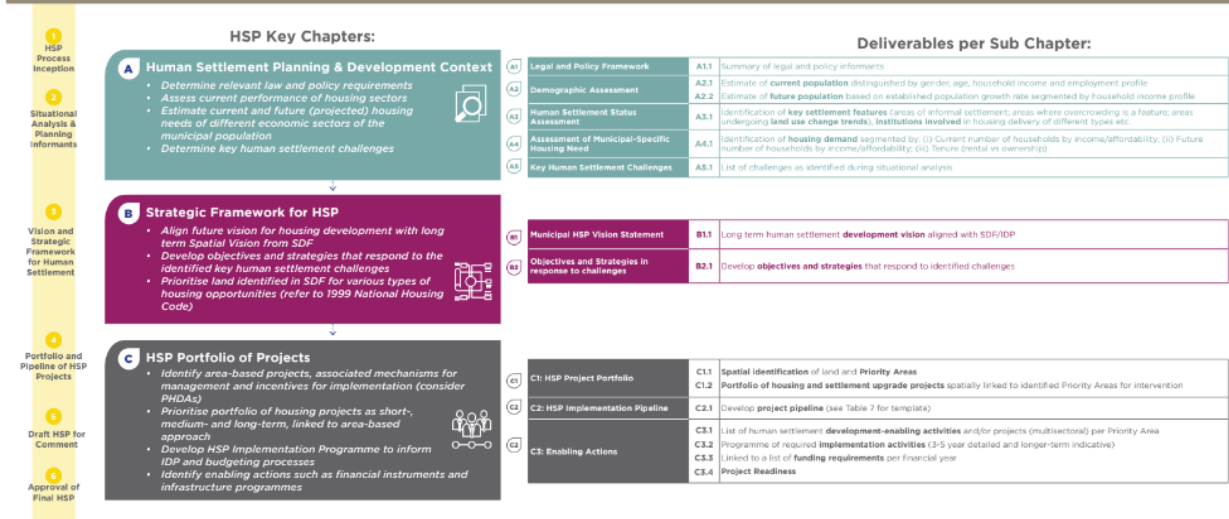 HSP Key Chapters:
Deliverables per Sub Chapter:
1
HSP
Process
Inception
2
Situational
Analysis &
Planning
Informants
3
Vision and
Strategic
Framework
for Human
Settlement
4
Portfolio and
Pipeline of HSP
Projects
5
Draft HSP for
Comment
6
Approval of
Final HSP
A Human Settlement Planning & Development Context
• Determine relevant law and policy requirements
• Assess current performance of housing sectors
• Estimate current and future (projected) housing
needs of different economic sectors of the
municipal population
• Determine key human settlement challenges
A1 Legal and Policy Framework A1.1 Summary of legal and policy informants
A2 Demographic Assessment
A2.1 Estimate of current population distinguished by gender, age, household income and employment profile
A2.2 Estimate of future population based on established population growth rate segmented by household income profile
A3 Human Settlement Status
Assessment
A3.1 Identification of key settlement features (areas of informal settlement; areas where overcrowding is a feature; areas
undergoing land use change trends), institutions involved in housing delivery of different types etc.
A4 Assessment of Municipal-Specific
Housing Need
A4.1 Identification of housing demand segmented by: (i) Current number of households by income/affordability; (ii) Future
number of households by income/affordability; (iii) Tenure (rental vs ownership)
A5 Key Human Settlement Challenges A5.1 List of challenges as identified during situational analysis
B Strategic Framework for HSP
• Align future vision for housing development with long
term Spatial Vision from SDF
• Develop objectives and strategies that respond to the
identified key human settlement challenges
• Prioritise land identified in SDF for various types of
housing opportunities (refer to 1999 National Housing
Code)
B1 Municipal HSP Vision Statement B1.1 Long term human settlement development vision aligned with SDF/IDP
B2 Objectives and Strategies in
response to challenges
B2.1 Develop objectives and strategies that respond to identified challenges
C HSP Portfolio of Projects
• Identify area-based projects, associated mechanisms for
management and incentives for implementation (consider
PHDAs)
• Prioritise portfolio of housing projects as short-,
medium- and long-term, linked to area-based
approach
• Develop HSP Implementation Programme to inform
IDP and budgeting processes
• Identify enabling actions such as financial instruments and
infrastructure programmes
C1 C1: HSP Project Portfolio
C1.1 Spatial identification of land and Priority Areas
C1.2 Portfolio of housing and settlement upgrade projects spatially linked to identified Priority Areas for intervention
C2 C2: HSP Implementation Pipeline C2.1 Develop project pipeline (see Table 7 for template)
C2 C3: Enabling Actions
C3.1 List of human settlement development-enabling activities and/or projects (multisectoral) per Priority Area
C3.2 Programme of required implementation activities (3-5 year detailed and longer-term indicative)
C3.3 Linked to a list of funding requirements per financial year
C3.4 Project Readiness